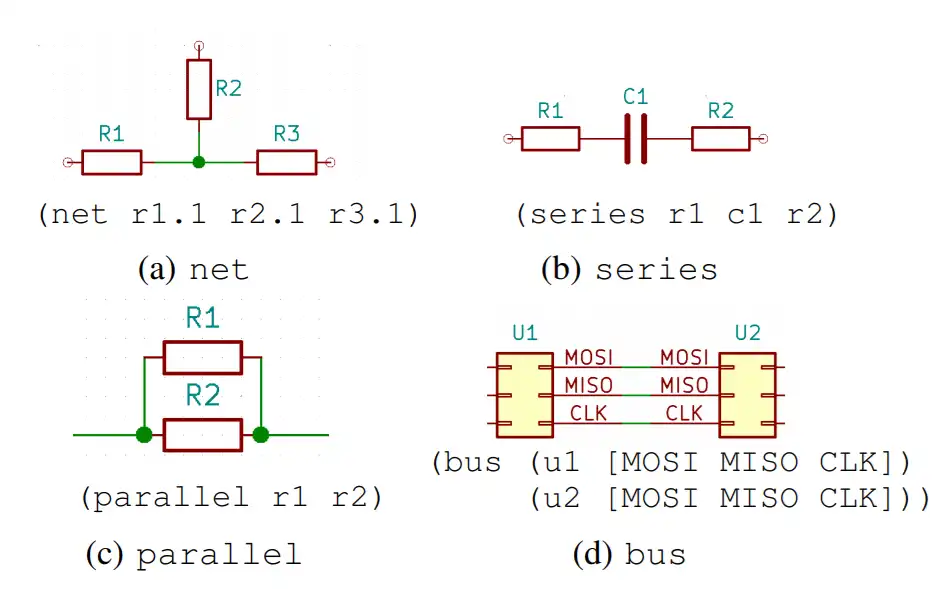 R2
R1
R3
(net r1.1 r2.1 r3.1)
(a) net
C1
R1
R2
(series r1 c1 r2)
(b) series
R1
R2
(parallel r1 r2)
(c) parallel
U1 U2
MOSI MOSI
MISO MISO
CLK CLK
(bus (u1 [MOSI MISO CLK])
(u2 [MOSI MISO CLK]))
(d) bus